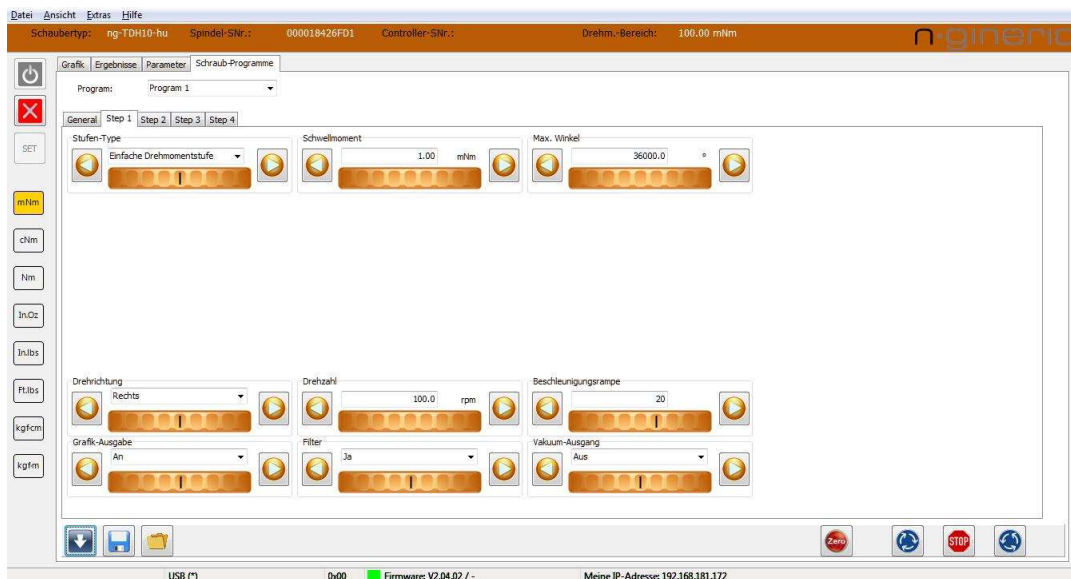 Datei Ansicht Extras Hilfe
Schaubertyp: ng-TDH10-hu Spindel-SNr.: 000018426FD1 Controller-SNr.: Drehm.-Bereich: 100.00 mNm n-gineric
Grafik Ergebnisse Parameter Schraub-Programme
Program: Program 1
General Step 1 Step 2 Step 3 Step 4
SET
Stufen-Type Schwellmoment Max. Winkel
Einfache Drehmomentstufe 1.00 mNm 36000.0 °
mNm
cNm
Nm
In.Oz
In.lbs
Ft.lbs
kgfcm
kgfm
Drehrichtung Drehzahl Beschleunigungsrampe
Rechts 100.0 rpm 20
Grafik-Ausgabe Filter Vakuum-Ausgang
An Ja Aus
Zero STOP
USB (*) 0x00 Firmware: V2.04.02 / - Meine IP-Adresse: 192.168.181.172